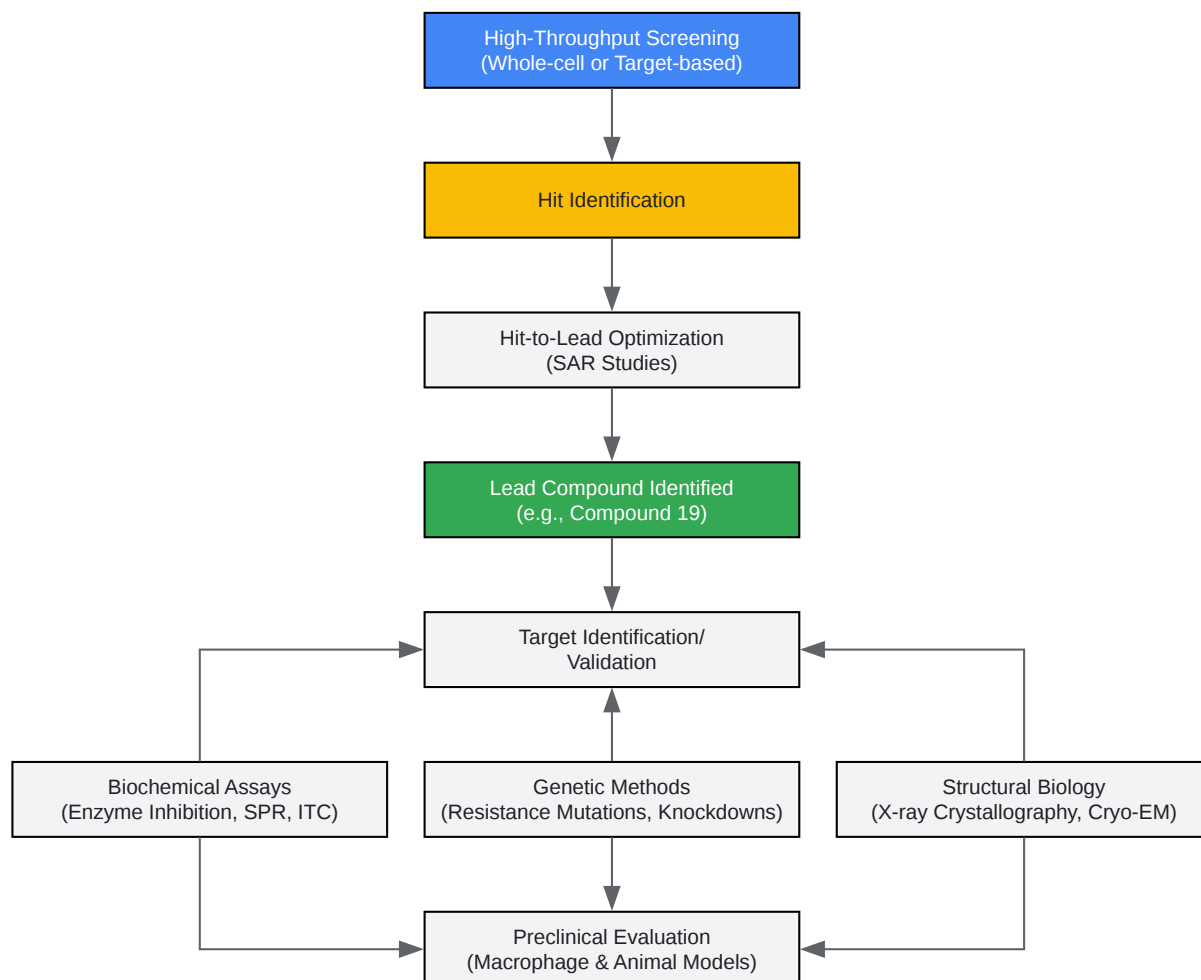 High-Throughput Screening
(Whole-cell or Target-based)
Hit Identification
Hit-to-Lead Optimization
(SAR Studies)
Lead Compound Identified
(e.g., Compound 19)
Target Identification/
Validation
Biochemical Assays
(Enzyme Inhibition, SPR, ITC)
Genetic Methods
(Resistance Mutations, Knockdowns)
Structural Biology
(X-ray Crystallography, Cryo-EM)
Preclinical Evaluation
(Macrophage & Animal Models)